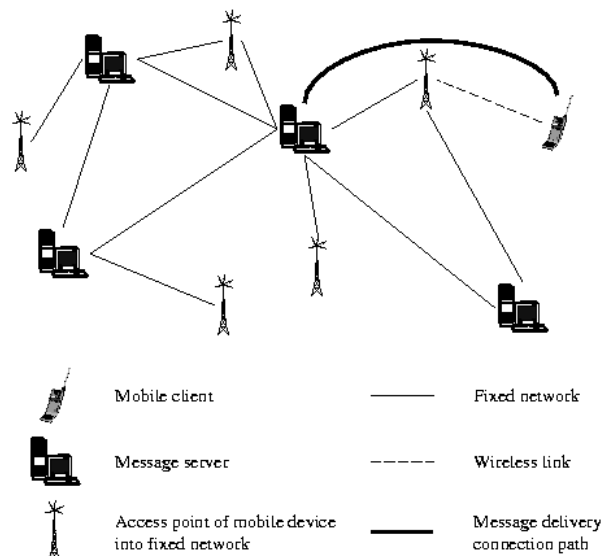 Mobile client
Fixed network
Message server
Wireless link
Access point of mobile device
into fixed network
Message delivery
connection path